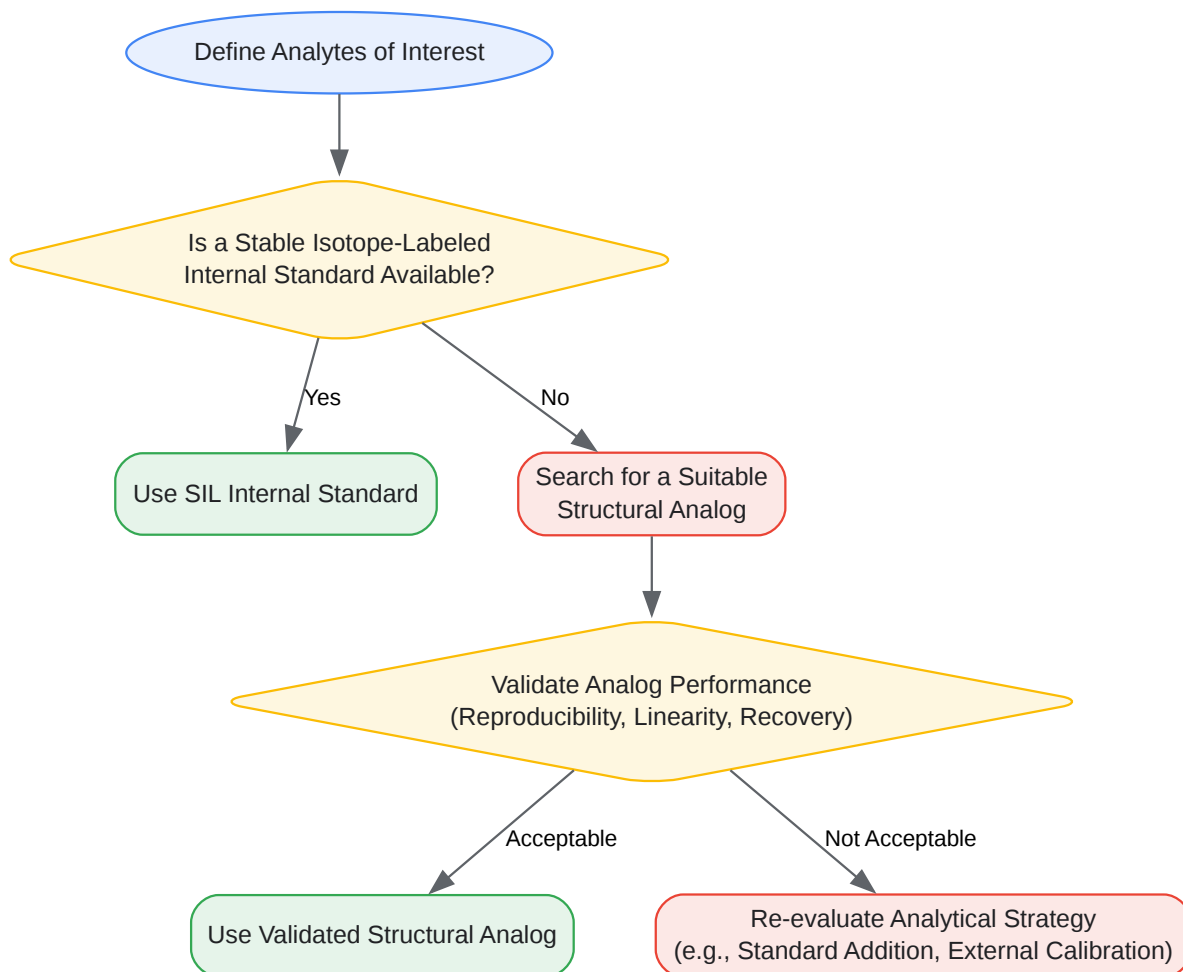 Define Analytes of Interest
Is a Stable Isotope-Labeled
Internal Standard Available?
Yes
No
Use SIL Internal Standard
Search for a Suitable
Structural Analog
Validate Analog Performance
(Reproducibility, Linearity, Recovery)
Acceptable
Not Acceptable
Use Validated Structural Analog
Re-evaluate Analytical Strategy
(e.g., Standard Addition, External Calibration)